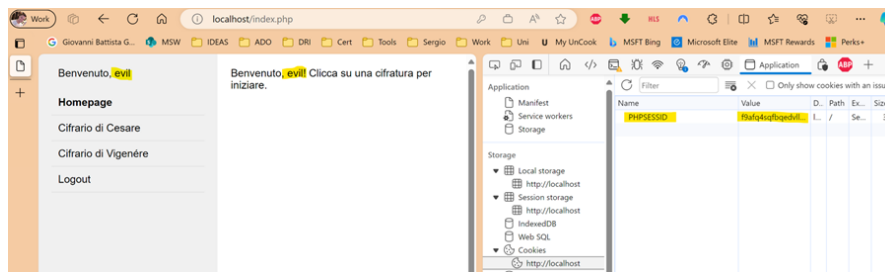 Work
localhost/index.php
HLS
Giovanni Battista G...
MSW
IDEAS
ADO
DRI
Cert
Tools
Sergio
Work
Uni
My UnCook
MSFT Bing
Microsoft Elite
MSFT Rewards
Perks+
Benvenuto, evil
Homepage
Cifrario di Cesare
Cifrario di Vigenére
Logout
Benvenuto, evil! Clicca su una cifratura per
iniziare.
Application
ABP
Application
Manifest
Service workers
Storage
Storage
Local storage
http://localhost
Session storage
http://localhost
IndexedDB
Web SQL
Cookies
http://localhost
Filter
Only show cookies with an issu
Name Value D.. Path Ex... Size
PHPSESSID f9afq4sqfbqedvll... l... / Se...